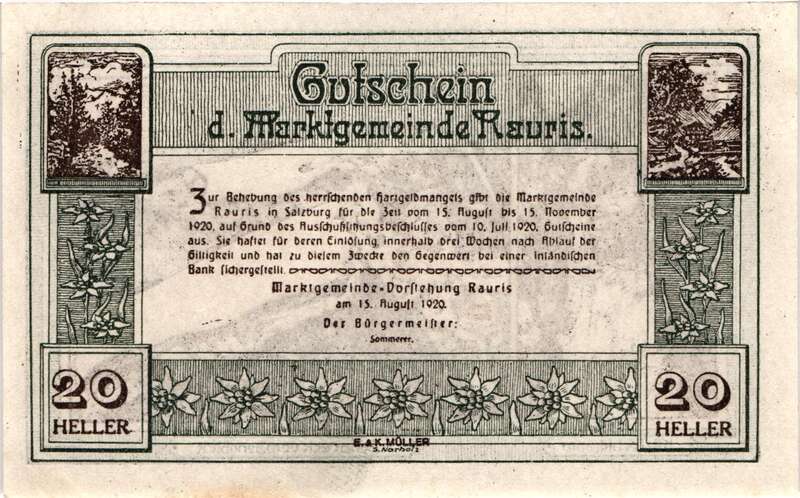 Gutschein
d. Marktgemeinde Rauris.
Zur Behebung des herrschenden Hartgeldmangels gibt die Marktgemeinde
Rauris in Salzburg für die Zeit vom 15. August bis 15. November
1920, auf Grund des Ausschußsitzungsbeschlusses vom 10. Juli 1920, Gutscheine
aus. Sie haftet für deren Einlösung, innerhalb drei Wochen nach Ablauf der
Giltigkeit und hat zu diesem Zwecke den Gegenwert bei einer inländischen
Bank sichergestellt.
Marktgemeinde-Vorstehung Rauris
am 15. August 1920.
Der Bürgermeister:
Sommerer.
20
HELLER
20
HELLER
E. & K. MÜLLER
S. Norholz